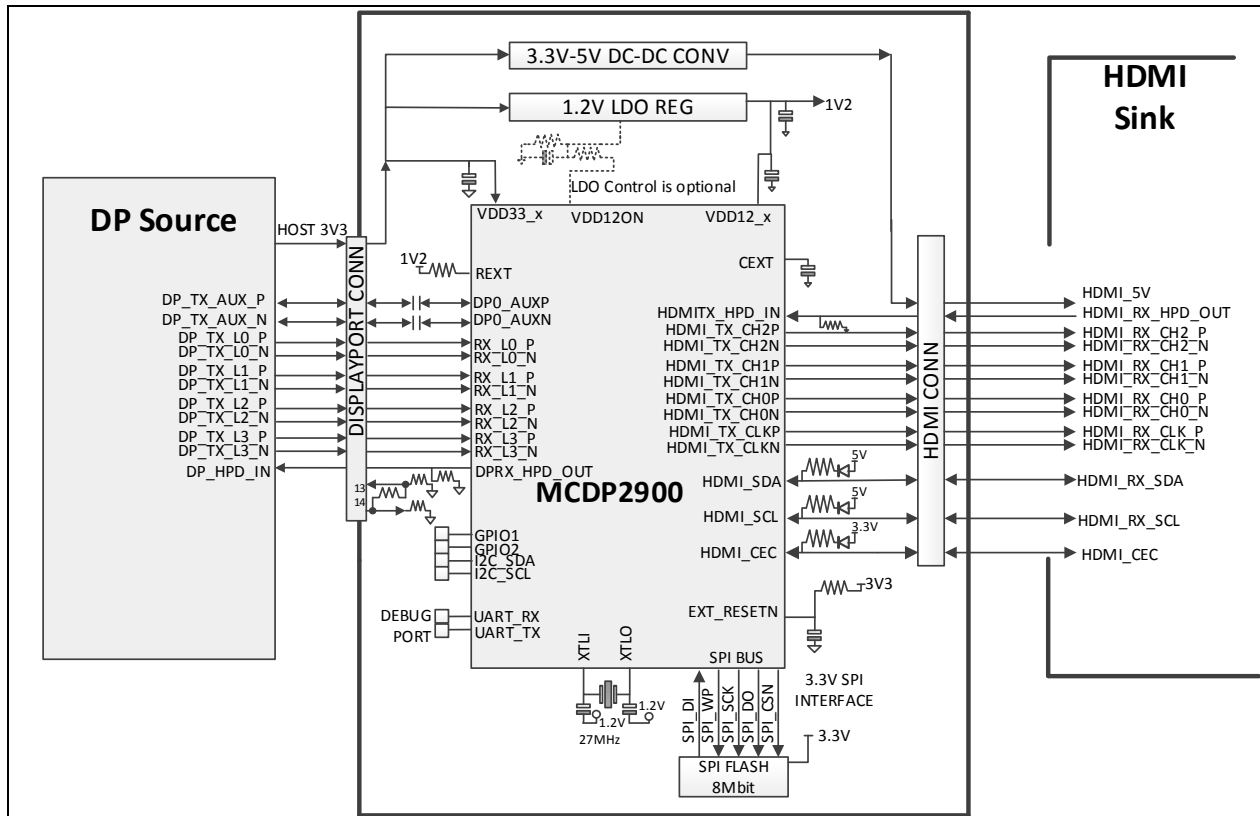 3.3V-5V DC-DC CONV
1.2V LDO REG
1V2
LDO Control is optional
HDMI
Sink
DP Source
HOST 3V3
DISPLAYPORT CONN
DP_TX_AUX_P
DP_TX_AUX_N
DP_TX_L0_P
DP_TX_L0_N
DP_TX_L1_P
DP_TX_L1_N
DP_TX_L2_P
DP_TX_L2_N
DP_TX_L3_P
DP_TX_L3_N
DP_HPD_IN
13
14
VDD33_x
VDD12ON
VDD12_x
1V2
REXT
DP0_AUXP
DP0_AUXN
RX_L0_P
RX_L0_N
RX_L1_P
RX_L1_N
RX_L2_P
RX_L2_N
RX_L3_P
RX_L3_N
DPRX_HPD_OUT
MCDP2900
GPIO1
GPIO2
I2C_SDA
I2C_SCL
DEBUG
PORT
UART_RX
UART_TX
XTLI
XTLO
1.2V
1.2V
27MHz
CEXT
HDMITX_HPD_IN
HDMI_TX_CH2P
HDMI_TX_CH2N
HDMI_TX_CH1P
HDMI_TX_CH1N
HDMI_TX_CH0P
HDMI_TX_CH0N
HDMI_TX_CLKP
HDMI_TX_CLKN
5V
HDMI_SDA
5V
HDMI_SCL
3.3V
HDMI_CEC
3V3
EXT_RESETN
SPI BUS
SPI_DI
SPI_WP
SPI_SCK
SPI_DO
SPI_CSN
3.3V SPI
INTERFACE
3.3V
SPI FLASH
8Mbit
HDMI CONN
HDMI_5V
HDMI_RX_HPD_OUT
HDMI_RX_CH2_P
HDMI_RX_CH2_N
HDMI_RX_CH1_P
HDMI_RX_CH1_N
HDMI_RX_CH0_P
HDMI_RX_CH0_N
HDMI_RX_CLK_P
HDMI_RX_CLK_N
HDMI_RX_SDA
HDMI_RX_SCL
HDMI_CEC